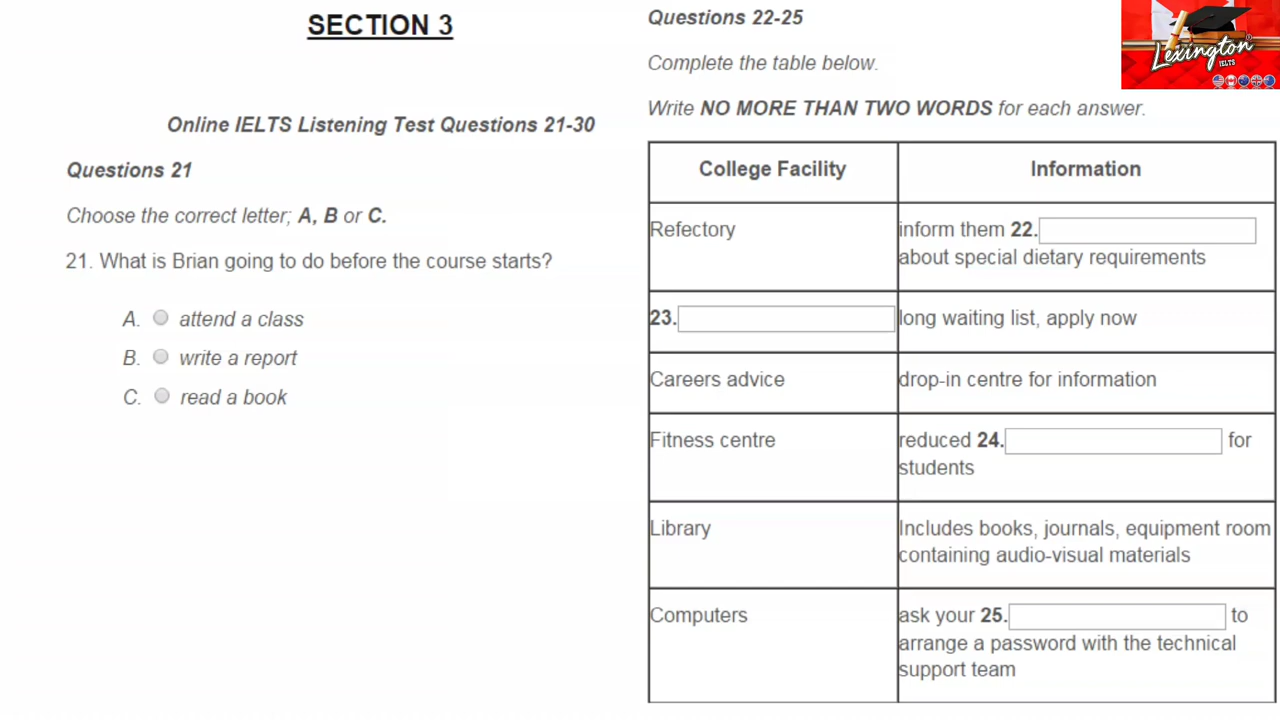 SECTION 3
Online IELTS Listening Test Questions 21-30
Questions 21
Choose the correct letter; A, B or C.
21. What is Brian going to do before the course starts?
A. attend a class
B. write a report
C. read a book
Questions 22-25
Complete the table below.
Write NO MORE THAN TWO WORDS for each answer.
College Facility
Information
Refectory
inform them 22.
about special dietary requirements
23.
long waiting list, apply now
Careers advice
drop-in centre for information
Fitness centre
reduced 24. for
students
Library
Includes books, journals, equipment room
containing audio-visual materials
Computers
ask your 25. to
arrange a password with the technical
support team
Lexington
IELTS